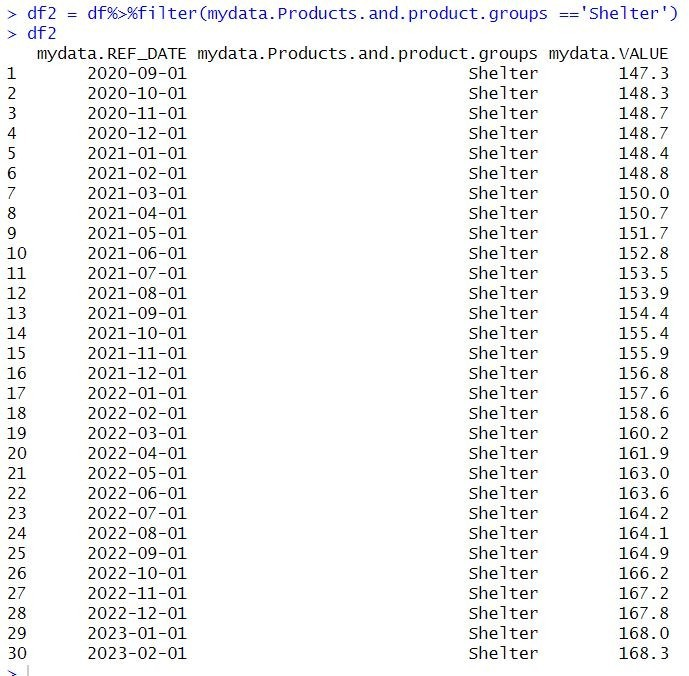 > df2 = df%>%filter(mydata.Products.and.product.groups =='Shelter')
> df2
mydata.REF_DATE mydata.Products.and.product.groups mydata.VALUE
1 2020-09-01 Shelter 147.3
2 2020-10-01 Shelter 148.3
3 2020-11-01 Shelter 148.7
4 2020-12-01 Shelter 148.7
5 2021-01-01 Shelter 148.4
6 2021-02-01 Shelter 148.8
7 2021-03-01 Shelter 150.0
8 2021-04-01 Shelter 150.7
9 2021-05-01 Shelter 151.7
10 2021-06-01 Shelter 152.8
11 2021-07-01 Shelter 153.5
12 2021-08-01 Shelter 153.9
13 2021-09-01 Shelter 154.4
14 2021-10-01 Shelter 155.4
15 2021-11-01 Shelter 155.9
16 2021-12-01 Shelter 156.8
17 2022-01-01 Shelter 157.6
18 2022-02-01 Shelter 158.6
19 2022-03-01 Shelter 160.2
20 2022-04-01 Shelter 161.9
21 2022-05-01 Shelter 163.0
22 2022-06-01 Shelter 163.6
23 2022-07-01 Shelter 164.2
24 2022-08-01 Shelter 164.1
25 2022-09-01 Shelter 164.9
26 2022-10-01 Shelter 166.2
27 2022-11-01 Shelter 167.2
28 2022-12-01 Shelter 167.8
29 2023-01-01 Shelter 168.0
30 2023-02-01 Shelter 168.3
>